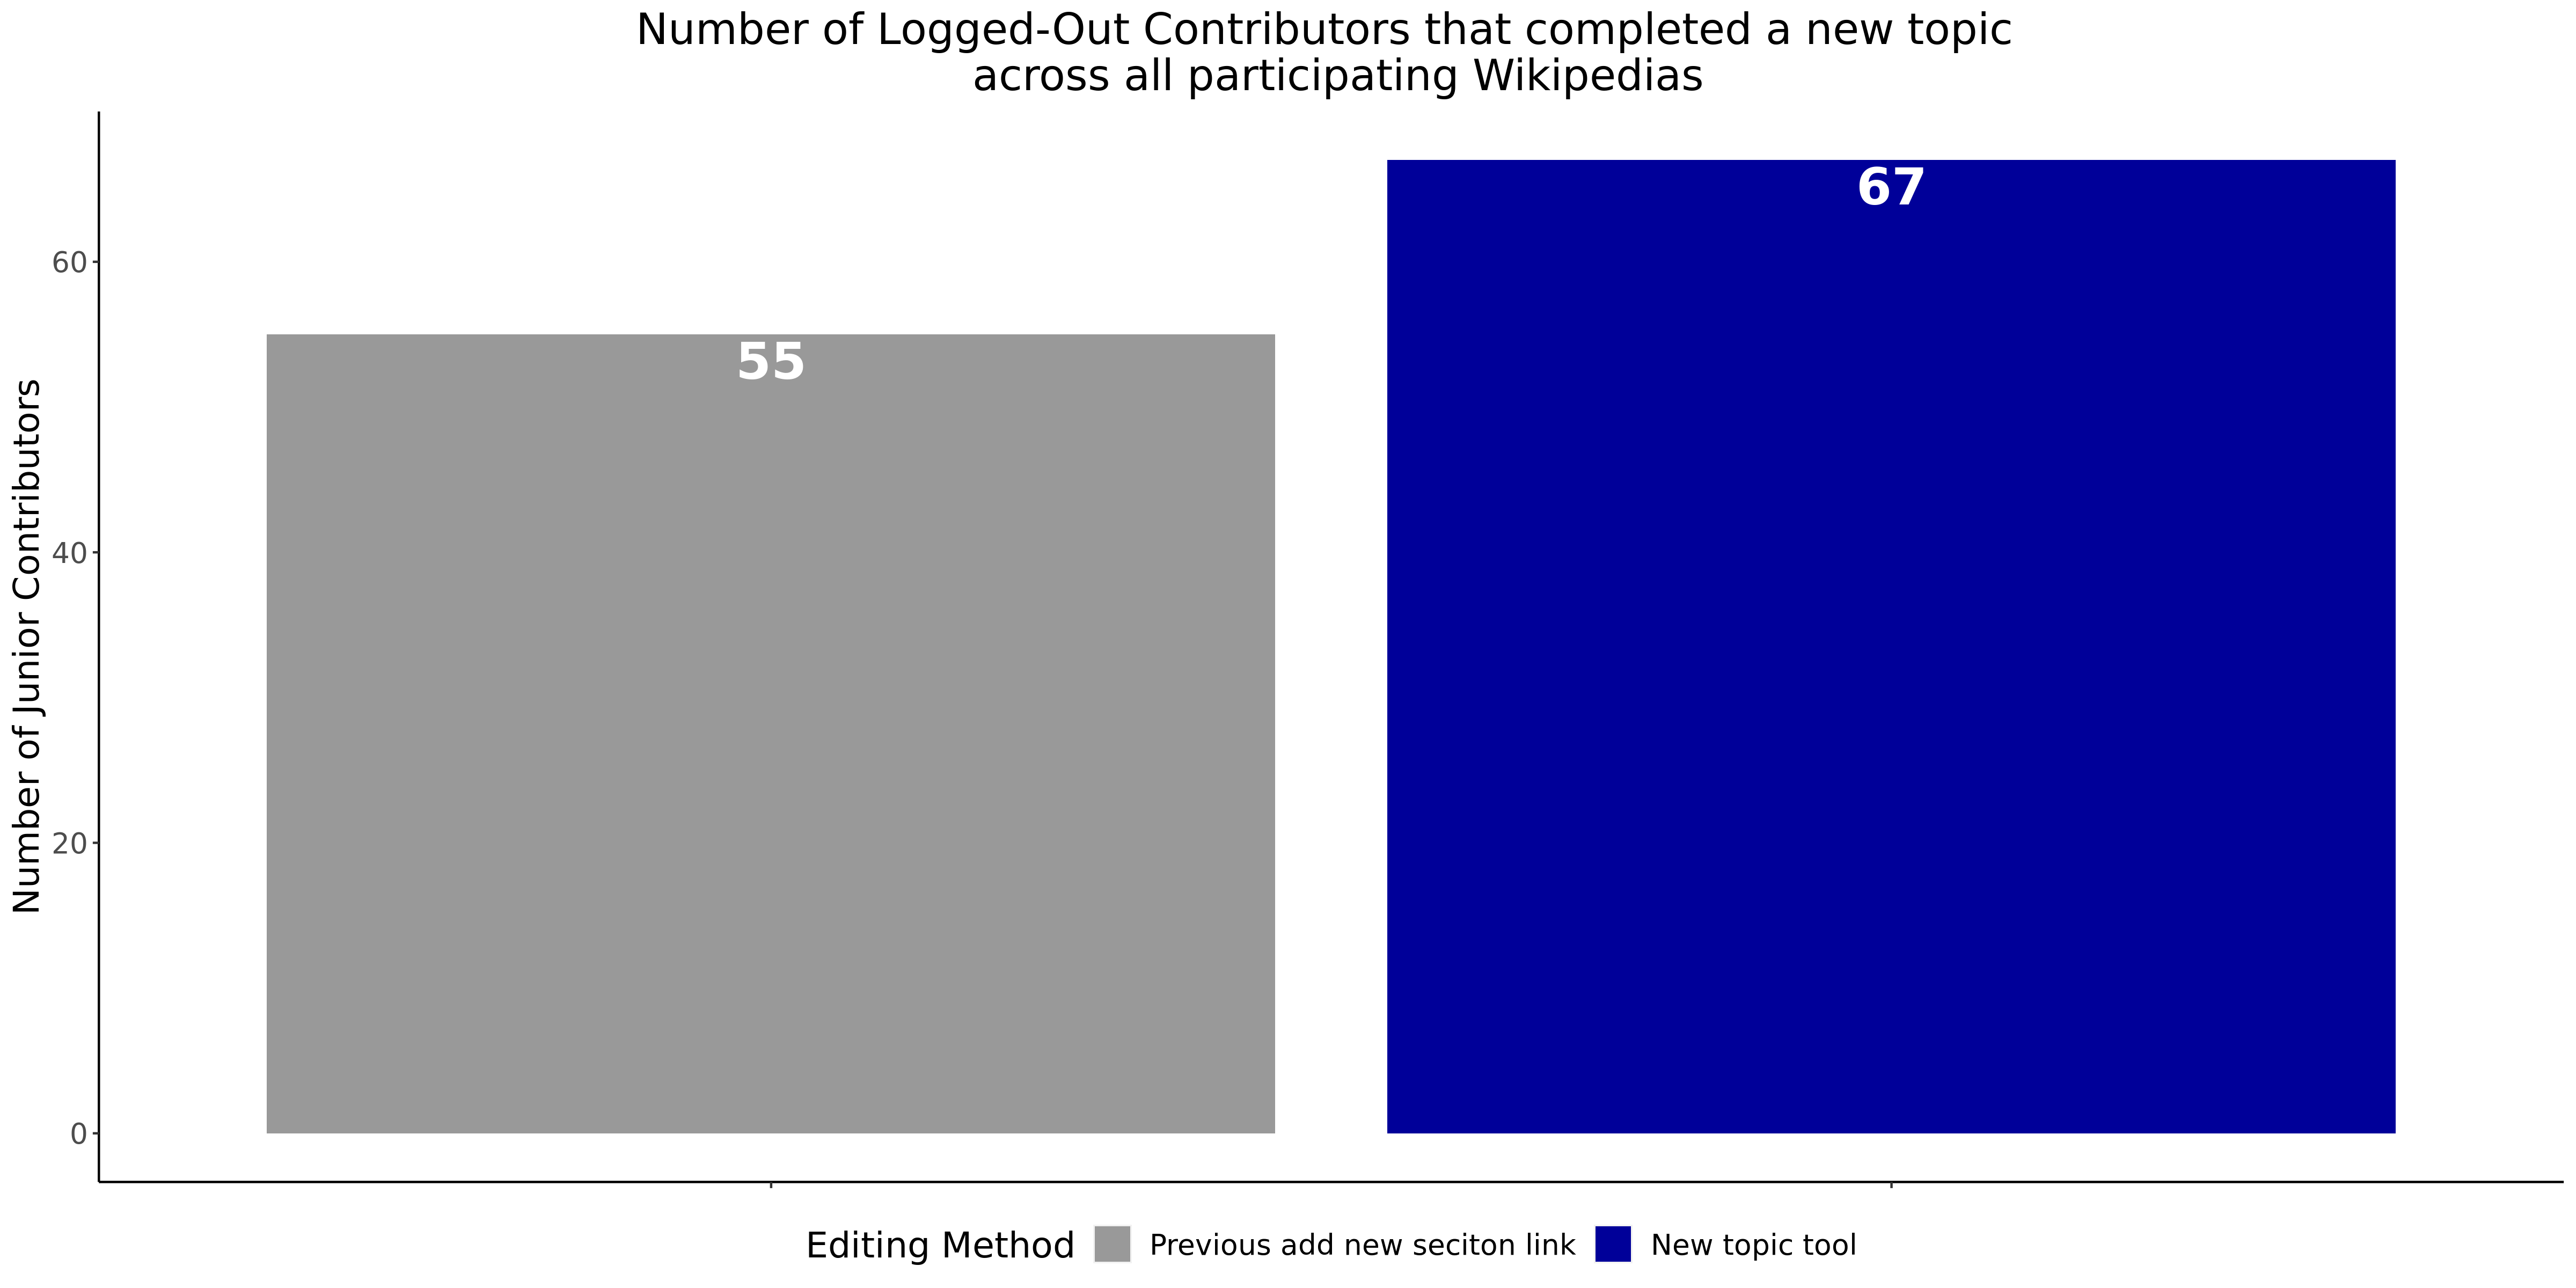 Number of Logged-Out Contributors that completed a new topic
across all participating Wikipedias
Number of Junior Contributors
60
40
20
0
55
67
Editing Method
Previous add new seciton link
New topic tool